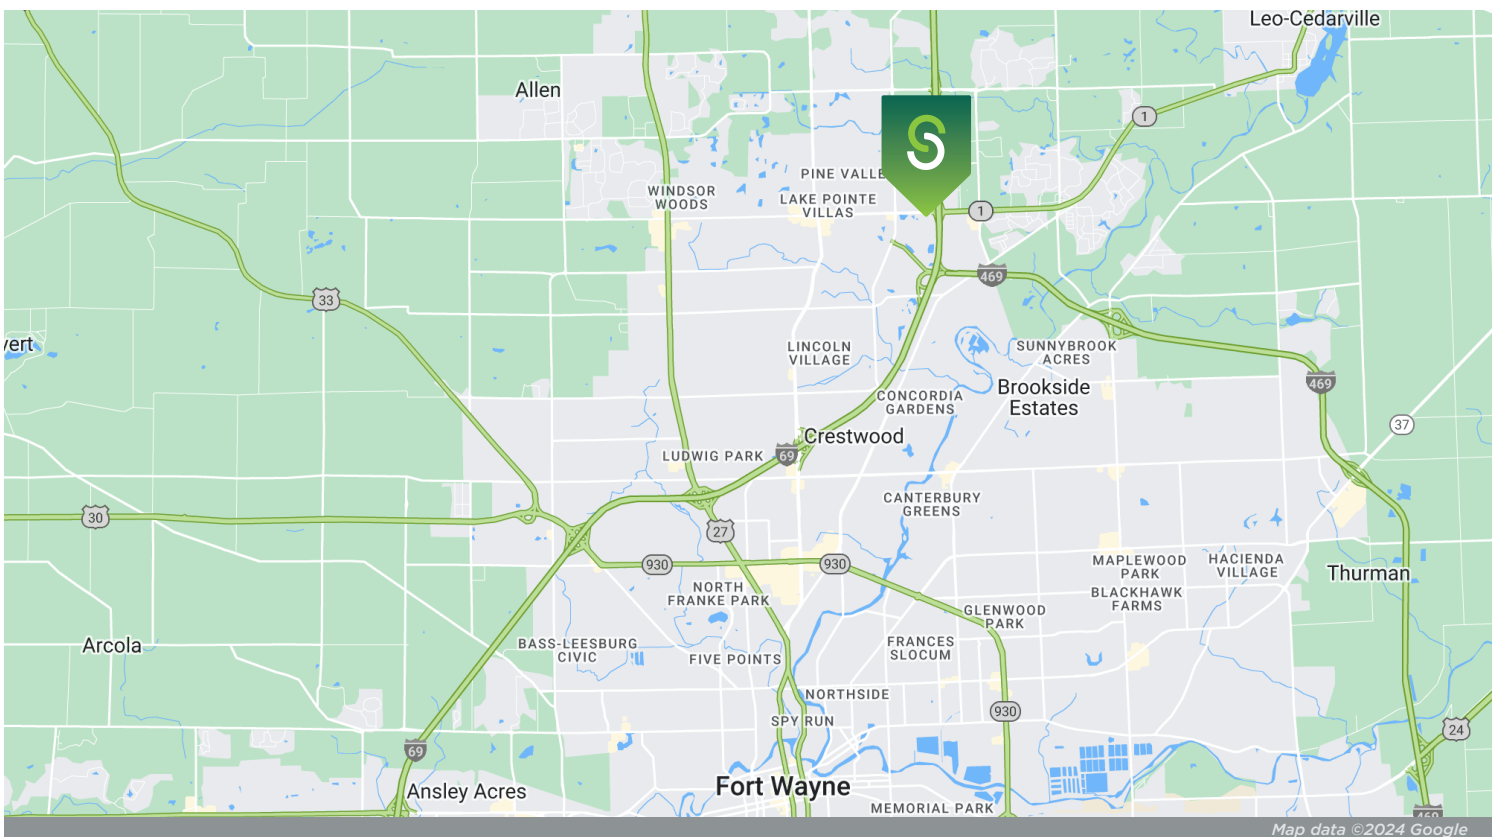 Leo-Cedarville
Allen
1
S
PINE VALLE
WINDSOR
WOODS
LAKE POINTE
VILLAS
1
469
33
vert
LINCOLN
VILLAGE
SUNNYBROOK
ACRES
469
Brookside
Estates
CONCORDIA
GARDENS
37
Crestwood
69
LUDWIG PARK
CANTERBURY
GREENS
30
27
930
930
MAPLEWOOD
PARK
HACIENDA
VILLAGE
Thurman
NORTH
FRANKE PARK
BLACKHAWK
FARMS
GLENWOOD
PARK
Arcola
BASS-LEESBURG
CIVIC
FRANCES
SLOCUM
FIVE POINTS
NORTHSIDE
930
SPY RUN
24
69
Fort Wayne
Ansley Acres
MEMORIAL PARK
469
Map data ©2024 Google